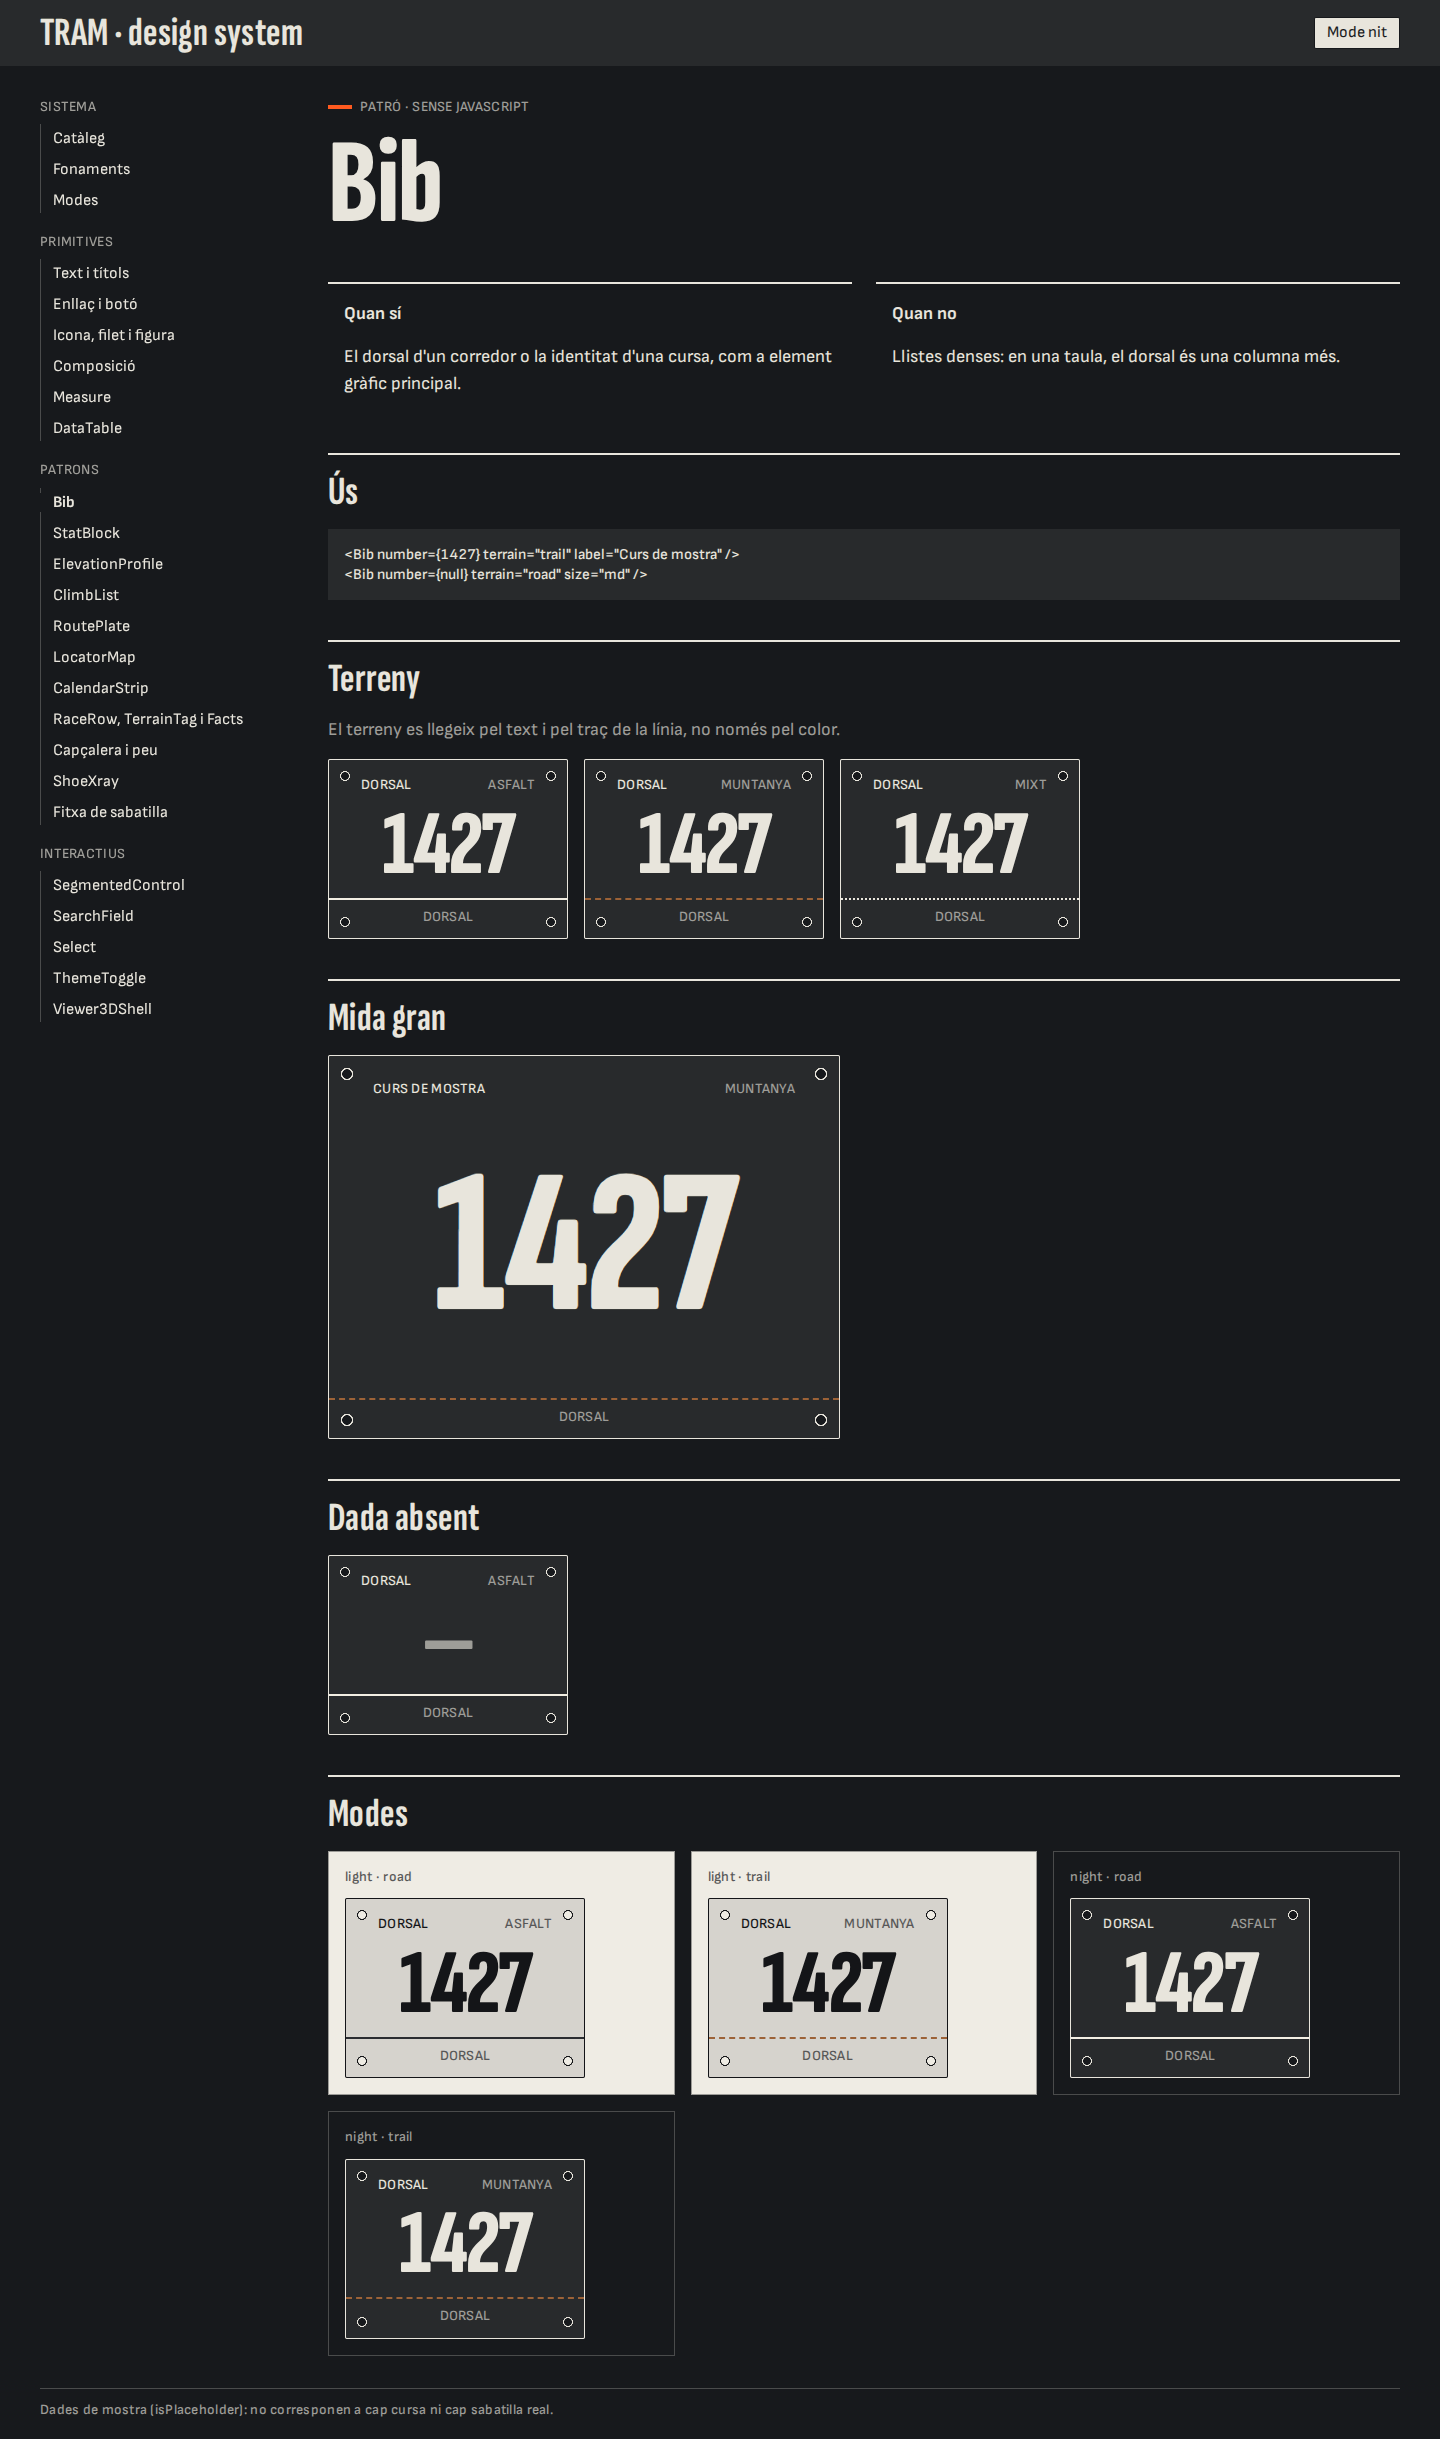 TRAM · design system
Mode nit
SISTEMA
Catàleg
Fonaments
Modes
PRIMITIVES
Text i títols
Enllaç i botó
Icona, filet i figura
Composició
Measure
DataTable
PATRONS
Bib
StatBlock
ElevationProfile
ClimbList
RoutePlate
LocatorMap
CalendarStrip
RaceRow, TerrainTag i Facts
Capçalera i peu
ShoeXray
Fitxa de sabatilla
INTERACTIUS
SegmentedControl
SearchField
Select
ThemeToggle
Viewer3DShell
PATRÓ · SENSE JAVASCRIPT
Bib
Quan sí
El dorsal d'un corredor o la identitat d'una cursa, com a element
gràfic principal.
Quan no
Llistes denses: en una taula, el dorsal és una columna més.
Ús
<Bib number={1427} terrain="trail" label="Curs de mostra" />
<Bib number={null} terrain="road" size="md" />
Terreny
El terreny es llegeix pel text i pel traç de la línia, no només pel color.
DORSAL ASFALT
1427
DORSAL
DORSAL MUNTANYA
1427
DORSAL
DORSAL MIXT
1427
DORSAL
Mida gran
CURS DE MOSTRA MUNTANYA
1427
DORSAL
Dada absent
DORSAL ASFALT
—
DORSAL
Modes
light · road
DORSAL ASFALT
1427
DORSAL
light · trail
DORSAL MUNTANYA
1427
DORSAL
night · road
DORSAL ASFALT
1427
DORSAL
night · trail
DORSAL MUNTANYA
1427
DORSAL
Dades de mostra (isPlaceholder): no corresponen a cap cursa ni cap sabatilla real.